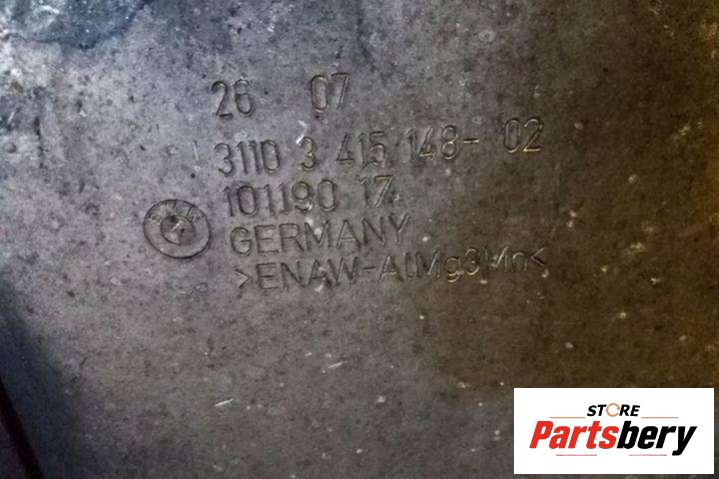 26 07
3110 3 415 148- 02
101190 17
GERMANY
>ENAW-AlMg3Mn<
STORE
Partsbery